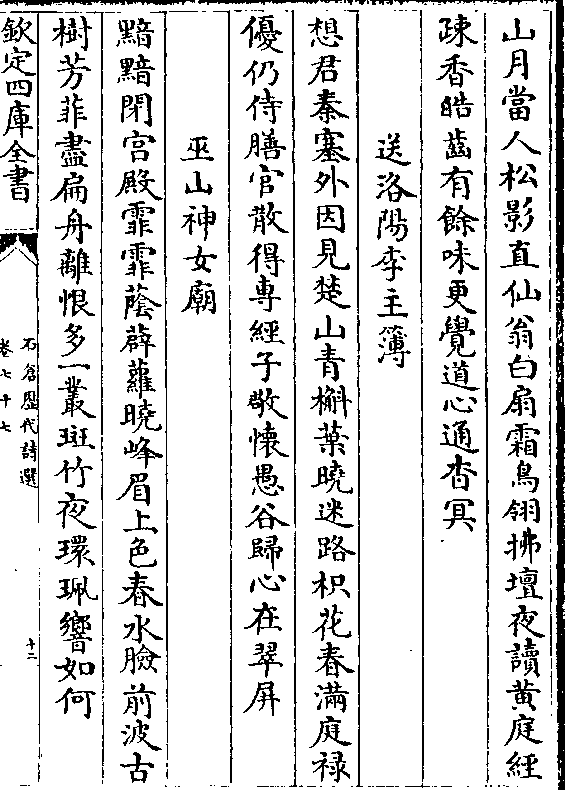 山月當人松影直仙翁白扇霜鳥翎拂壇夜讀黄庭經
疎香皓齒有餘味更覺道心通杳冥
送洛陽李主簿
想君秦塞外因見楚山青槲葉曉迷路枳花春滿庭禄
優仍侍膳官散得專經子敬懷愚谷歸心在翠屏
巫山神女廟
黯黯閉宫殿霏霏蔭薜蘿曉峰眉上色春水臉前波古
樹芳菲盡扁舟離恨多一叢斑竹夜環珮響如何
欽定四庫全書
石倉歷代詩選
卷七十七
十二